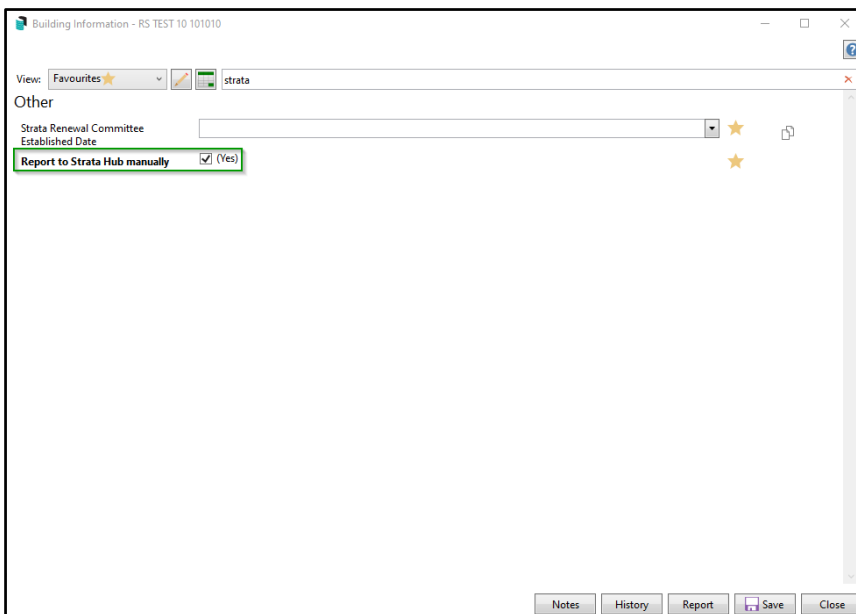 Building Information - RS TEST 10 101010
?
View: Favourites strata
Other
Strata Renewal Committee
Established Date
Report to Strata Hub manually (Yes)
Notes History Report Save Close